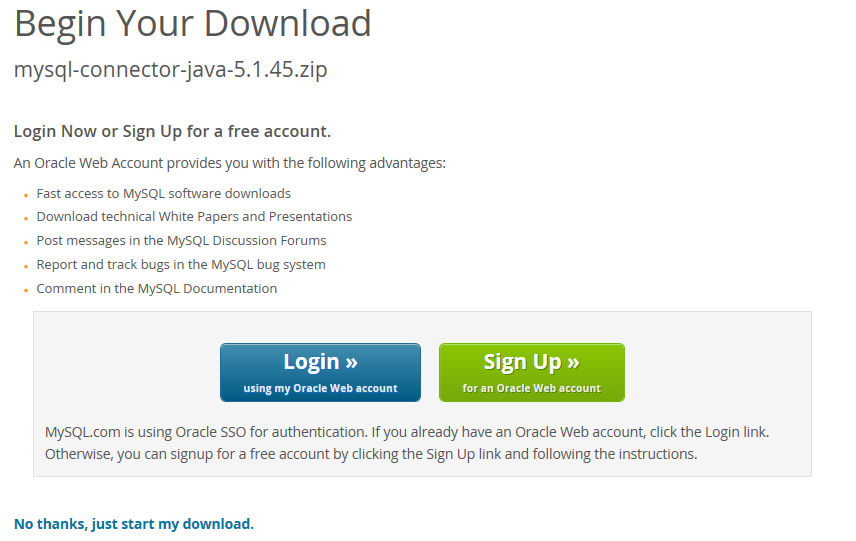 Begin Your Download
mysql-connector-java-5.1.45.zip
Login Now or Sign Up for a free account.
An Oracle Web Account provides you with the following advantages:
Fast access to MySQL software downloads
Download technical White Papers and Presentations
Post messages in the MySQL Discussion Forums
Report and track bugs in the MySQL bug system
Comment in the MySQL Documentation
Login »
using my Oracle Web account
Sign Up »
for an Oracle Web account
MySQL.com is using Oracle SSO for authentication. If you already have an Oracle Web account, click the Login link.
Otherwise, you can signup for a free account by clicking the Sign Up link and following the instructions.
No thanks, just start my download.